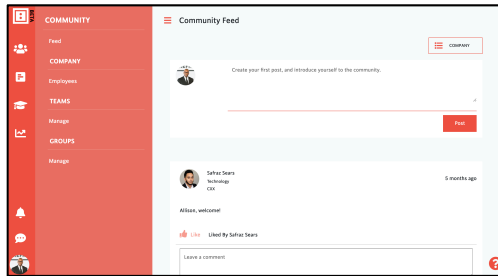 BETA
COMMUNITY
Feed
COMPANY
Employees
TEAMS
Manage
GROUPS
Manage
Community Feed
COMPANY
Create your first post, and introduce yourself to the community.
Post
Safraz Sears
Technology
CXX
5 months ago
Allison, welcome!
Like Liked By Safraz Sears
Leave a comment
?